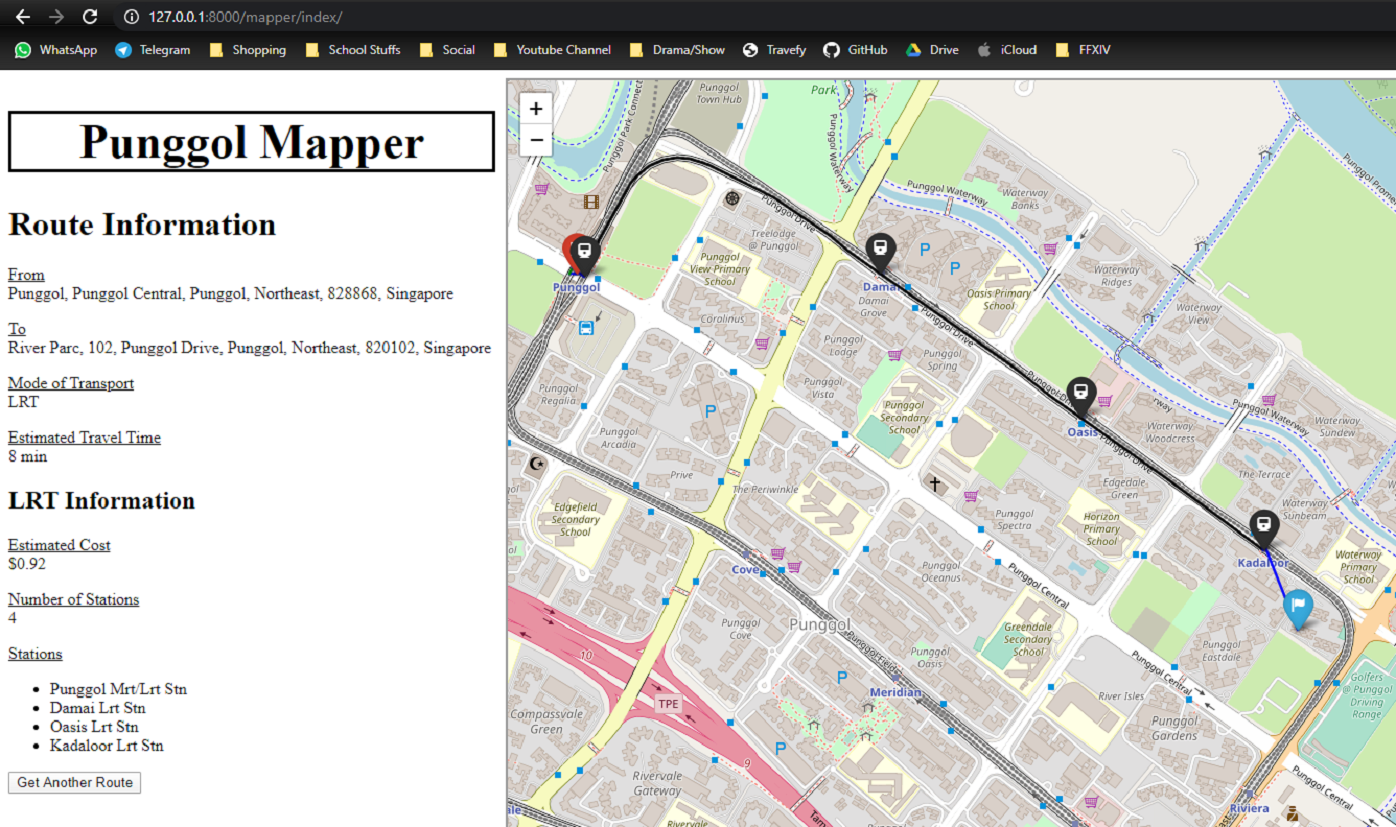 127.0.0.1:8000/mapper/index/
WhatsApp Telegram Shopping School Stuffs Social Youtube Channel Drama/Show Travefy GitHub Drive iCloud FFXIV
Punggol Mapper
Route Information
From
Punggol, Punggol Central, Punggol, Northeast, 828868, Singapore
To
River Parc, 102, Punggol Drive, Punggol, Northeast, 820102, Singapore
Mode of Transport
LRT
Estimated Travel Time
8 min
LRT Information
Estimated Cost
$0.92
Number of Stations
4
Stations
Punggol Mrt/Lrt Stn
Damai Lrt Stn
Oasis Lrt Stn
Kadaloor Lrt Stn
Get Another Route
+
−
Punggol
Town Hub
Park
Punggol Park Connect
Punggol Waterway
Punggol Waterway
Waterway
Banks
Punggol Prome
Punggol Drive
Treelodge
@ Punggol
Punggol
View Primary
School
P
P
Punggol
Damai
Damai
Grove
Oasis Primary
School
Waterway
Ridges
Waterway
View
Corolinus
Punggol
Lodge
Punggol Drive
Punggol
Spring
Punggol
Regalia
Punggol
Vista
P
Punggol
Arcadia
Punggol
Secondary
School
Oasis
rway
Waterway
Woodcress
Punggol Waterway
Waterway
Sundew
Punggol Drive
Prive
The Periwinkle
Edgefield
Secondary
School
Punggol
Spectra
Edgedale
Green
Horizon
Primary
School
The Terrace
Waterway
Sunbeam
Kadaloor
Waterway
Primary
School
Cove
Punggol
Oceanus
Punggol Central
Punggol
Cove
Punggol
Punggol Fields
Punggol
Oasis
Greendale
Secondary
School
Punggol
Eastdale
10
TPE
P
Meridian
Punggol Central
River Isles
Punggol
Gardens
Golfers
@ Punggol
Driving
Range
Compassvale
Green
P
9
Rivervale
Gateway
Tam
Punggol Central
Riviera
Rivervale